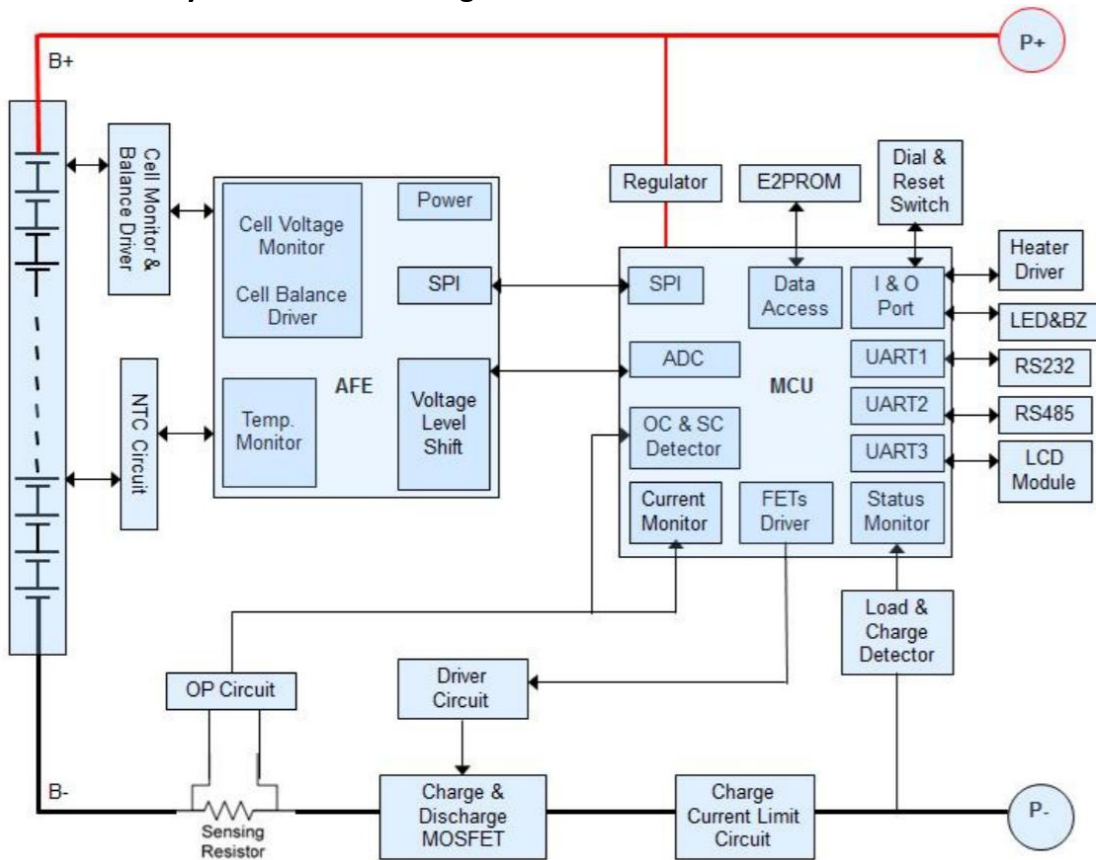 P+
B+
Cell Monitor &
Balance Driver
Regulator
E2PROM
Dial &
Reset
Switch
Cell Voltage
Monitor
Cell Balance
Driver
Power
SPI
AFE
Temp.
Monitor
Voltage
Level
Shift
NTC Circuit
SPI
Data
Access
I & O
Port
ADC
MCU
UART1
OC & SC
Detector
UART2
UART3
Current
Monitor
FETs
Driver
Status
Monitor
Heater
Driver
LED&BZ
RS232
RS485
LCD
Module
Load &
Charge
Detector
OP Circuit
Driver
Circuit
B-
Sensing
Resistor
Charge &
Discharge
MOSFET
Charge
Current Limit
Circuit
P-